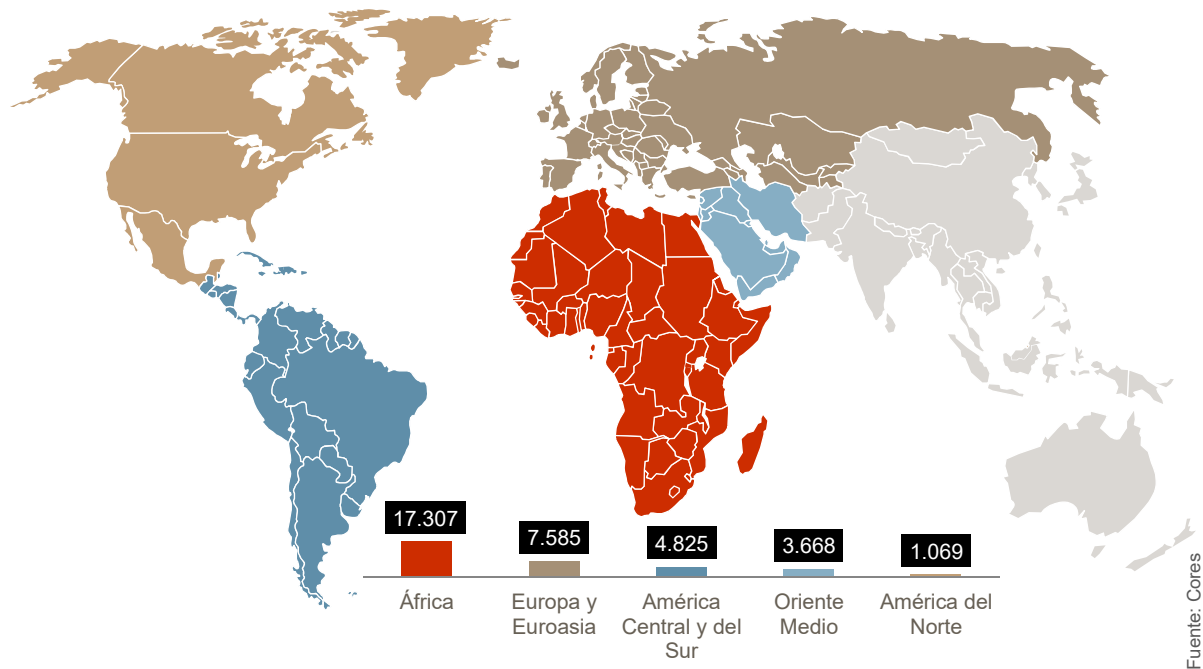 17.307
7.585
4.825
3.668
1.069
África
Europa y
Euroasia
América
Central y del
Sur
Oriente
Medio
América del
Norte
Fuente: Cores